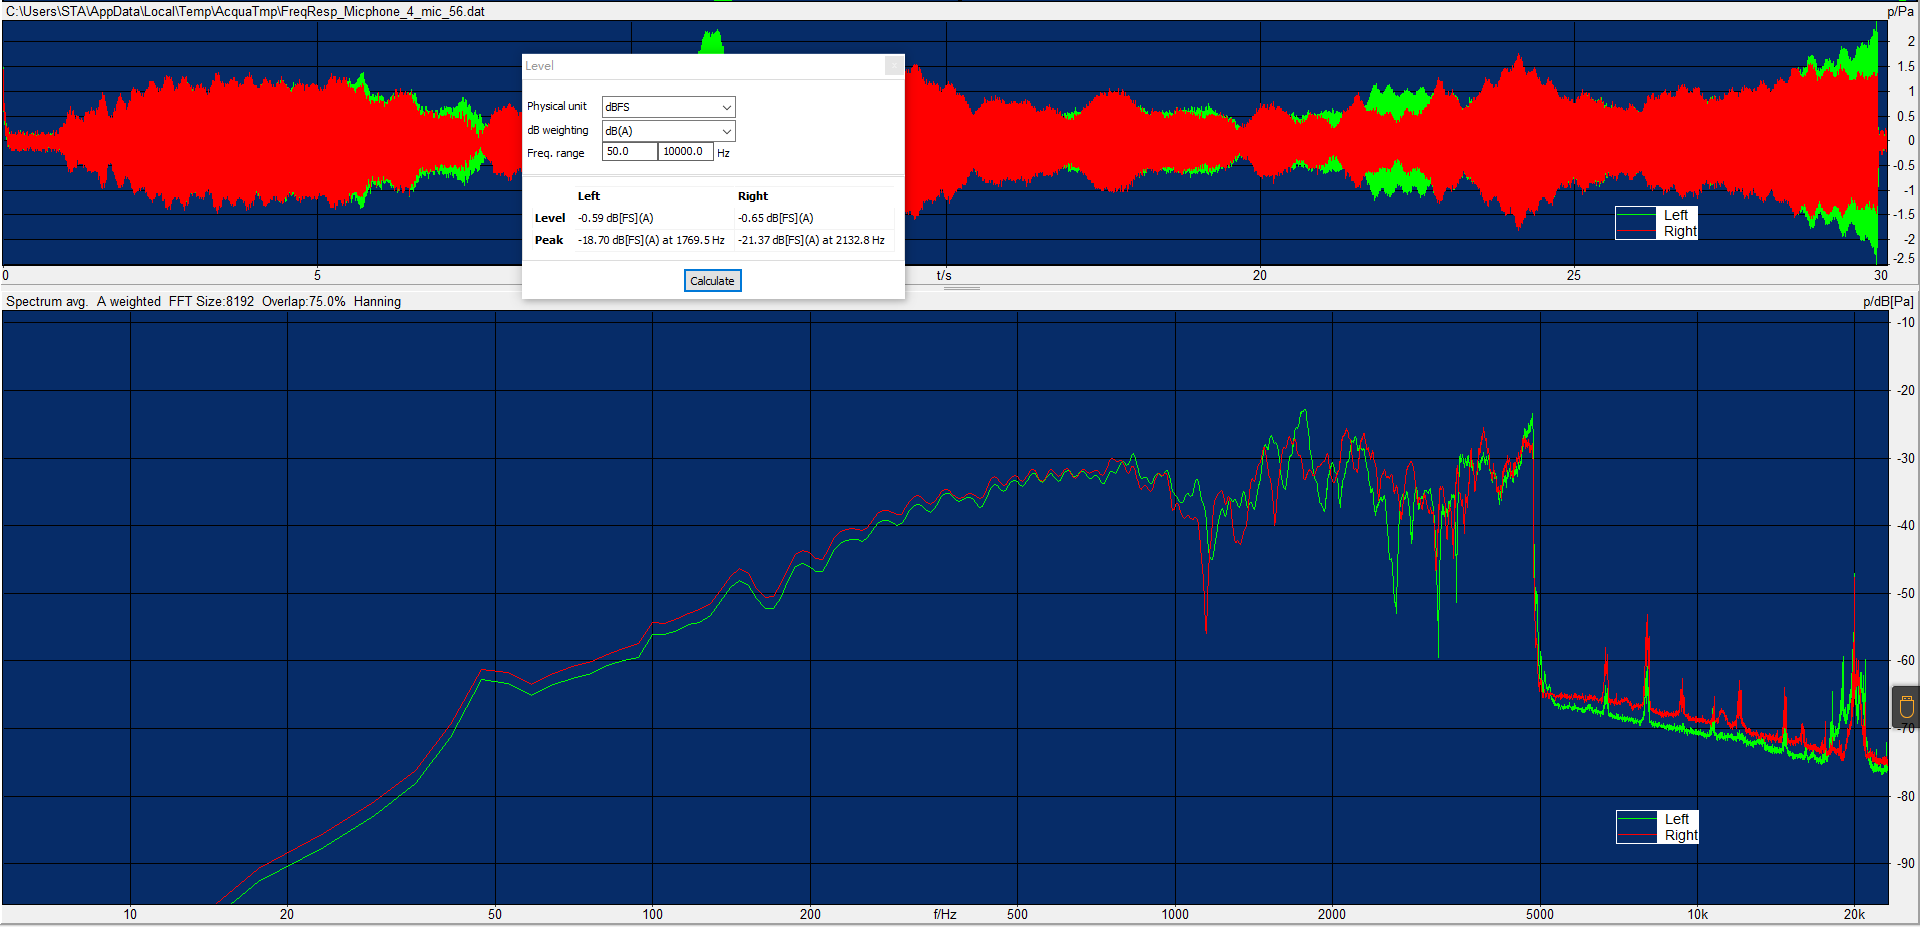 C:\Users\STA\AppData\Local\Temp\AcquaTmp\FreqResp_Micphone_4_mic_56.dat
p/Pa
Level
Physical unit dBFS
dB weighting dB(A)
Freq. range 50.0 10000.0 Hz
Left Right
Level -0.59 dB[FS](A) -0.65 dB[FS](A)
Peak -18.70 dB[FS](A) at 1769.5 Hz -21.37 dB[FS](A) at 2132.8 Hz
Calculate
2
1.5
1
0.5
0
-0.5
-1
-1.5
-2
-2.5
Left
Right
0 5 t/s 20 25 30
Spectrum avg. A weighted FFT Size:8192 Overlap:75.0% Hanning
p/dB[Pa]
-10
-20
-30
-40
-50
-60
-70
-80
-90
Left
Right
10 20 50 100 200 f/Hz 500 1000 2000 5000 10k 20k